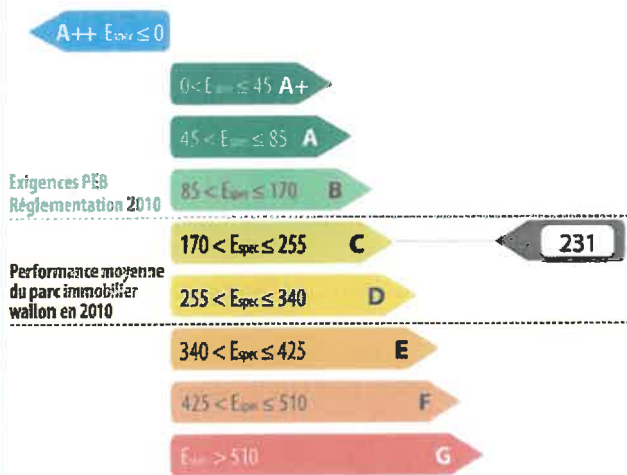 A++ Espec ≤ 0
0 < Espec ≤ 45 A+
45 < Espec ≤ 85 A
Exigences PEB
Réglementation 2010
85 < Espec ≤ 170 B
170 < Espec ≤ 255 C
231
Performance moyenne
du parc immobilier
wallon en 2010
255 < Espec ≤ 340 D
340 < Espec ≤ 425 E
425 < Espec ≤ 510 F
Espec > 510 G